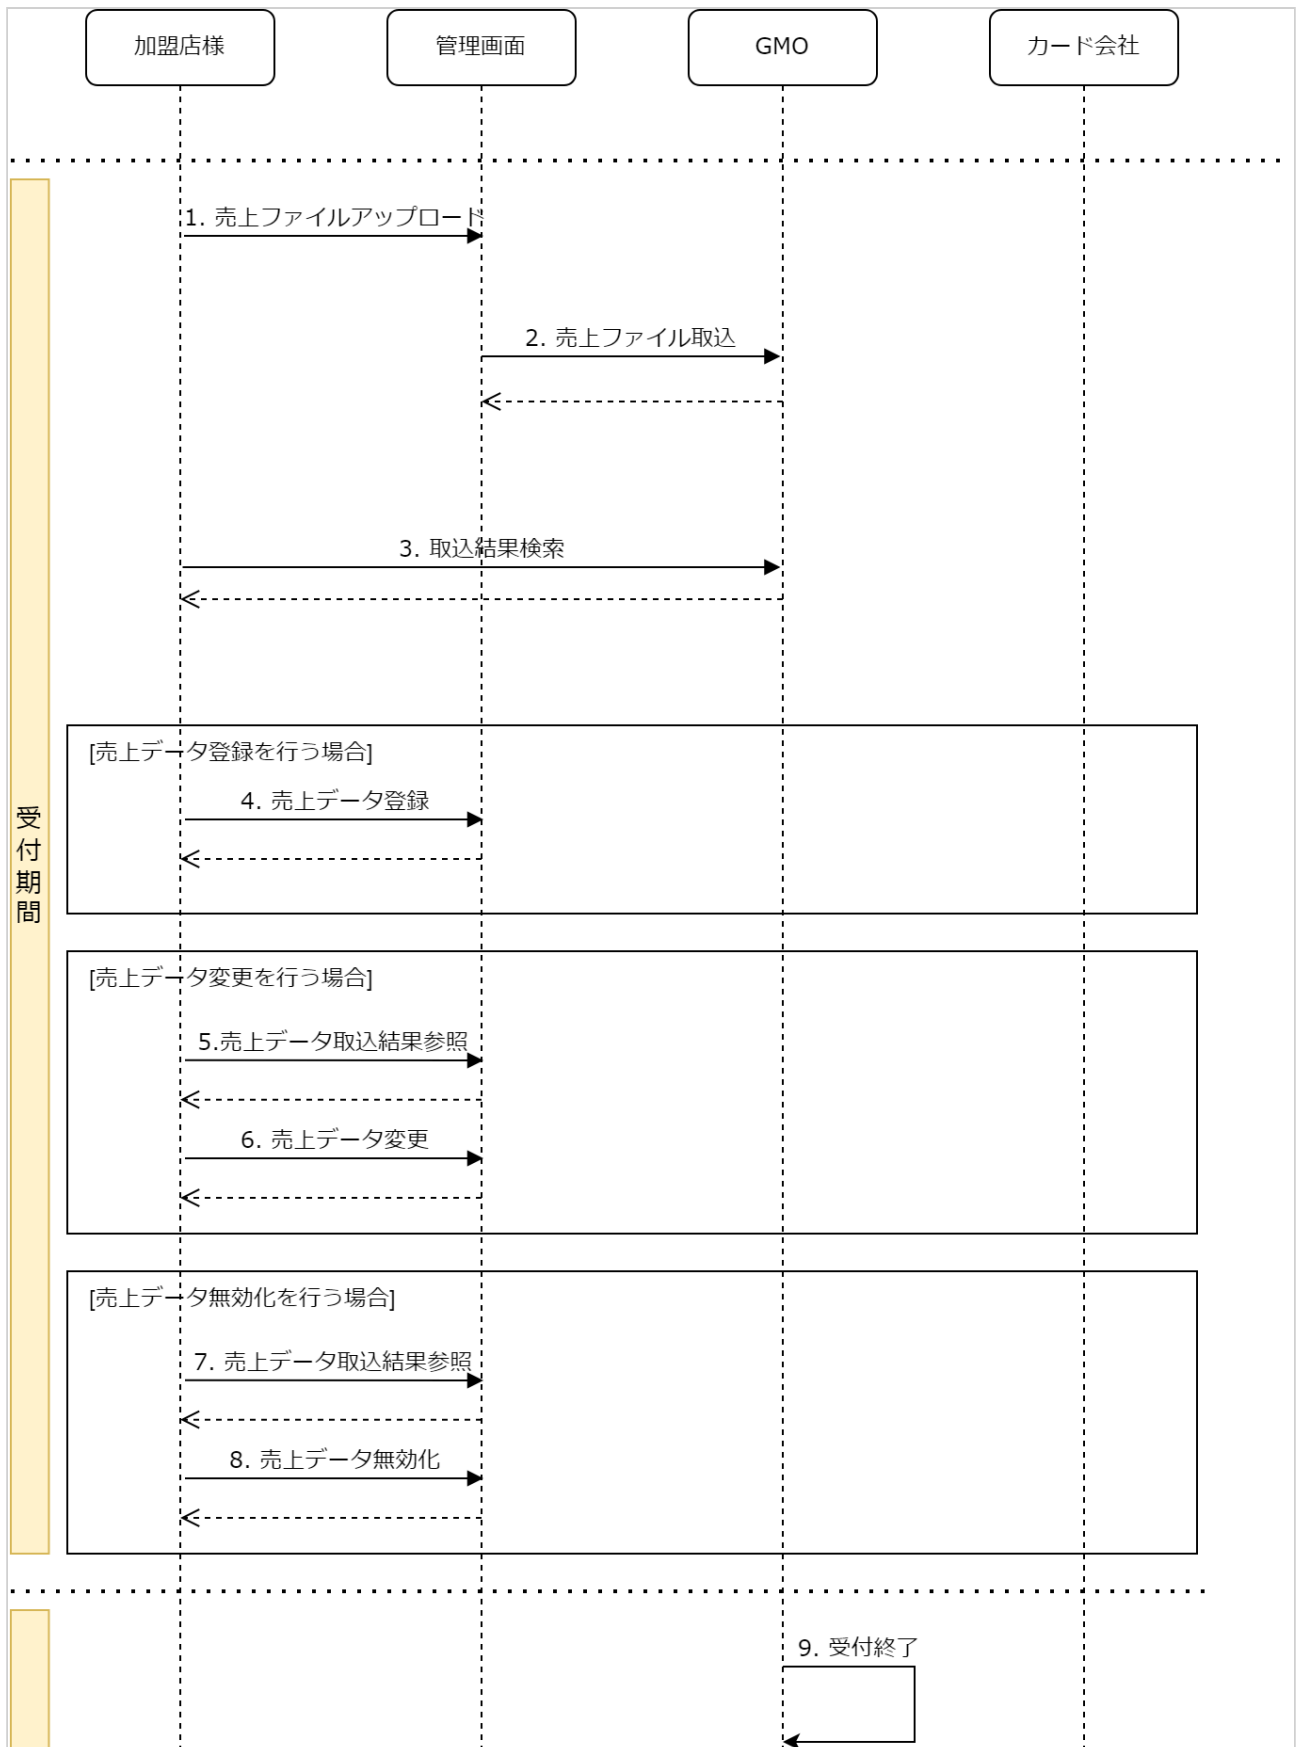 加盟店様
管理画面
GMO
カード会社
1. 売上ファイルアップロード
2. 売上ファイル取込
3. 取込結果検索
[売上データ登録を行う場合]
4. 売上データ登録
受付期間
[売上データ変更を行う場合]
5.売上データ取込結果参照
6. 売上データ変更
[売上データ無効化を行う場合]
7. 売上データ取込結果参照
8. 売上データ無効化
9. 受付終了